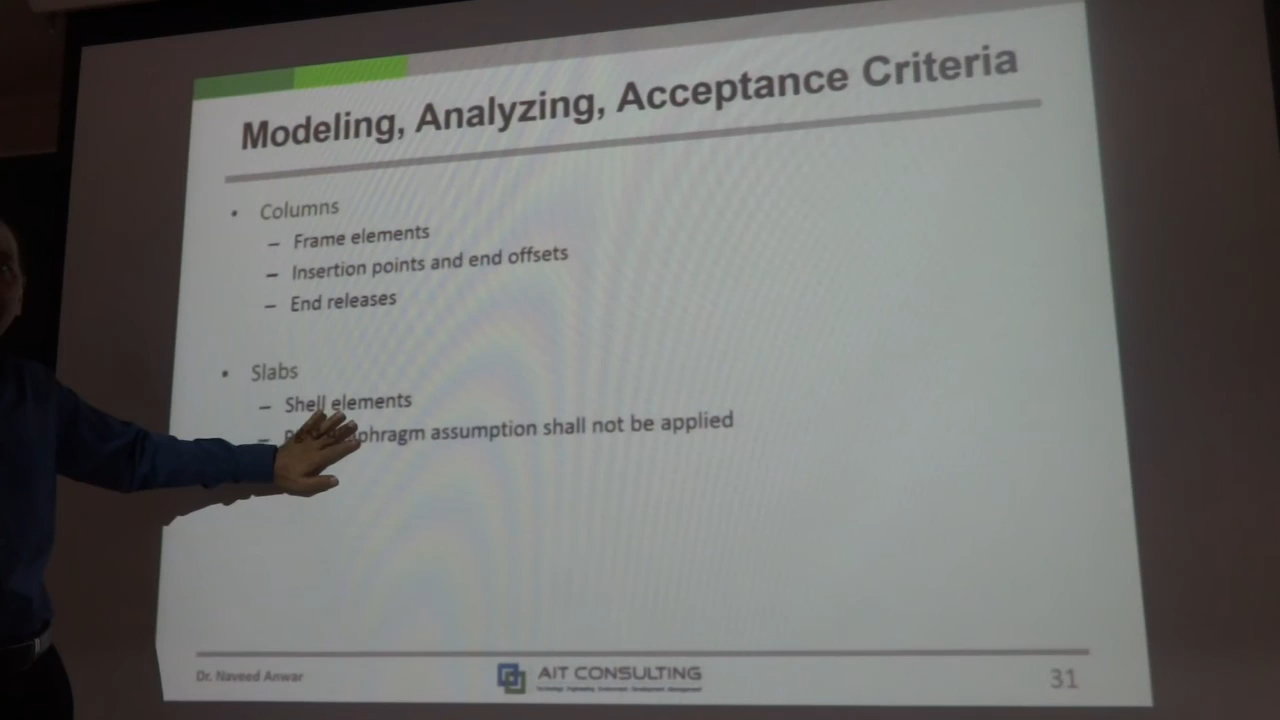 Modeling, Analyzing, Acceptance Criteria
• Columns
– Frame elements
– Insertion points and end offsets
– End releases
• Slabs
– Shell elements
– assumption shall not be applied
Dr. Naveed Anwar
AIT CONSULTING
31